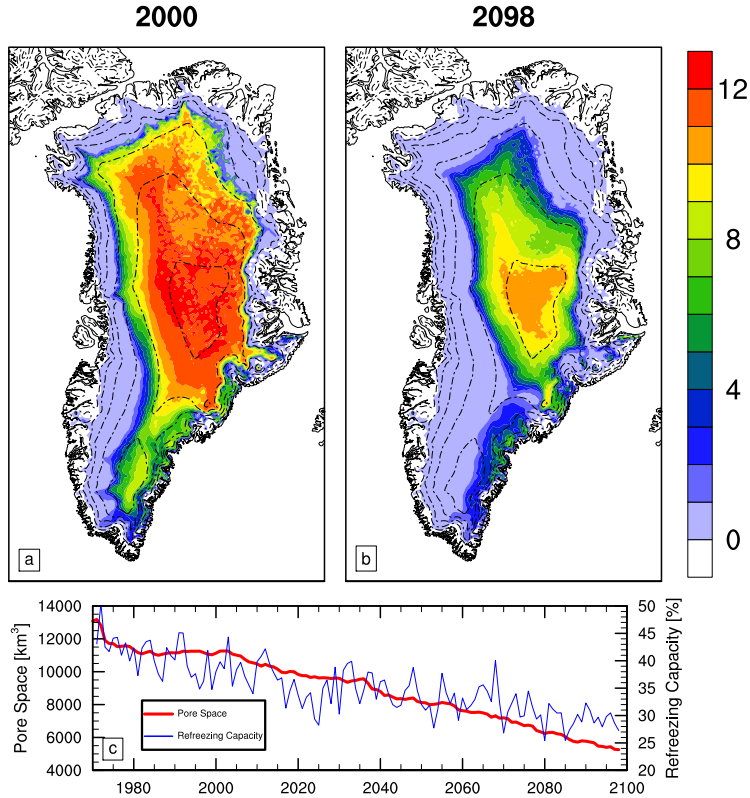 2000 2098
12
8
4
0
a b
14000 50
12000 45
10000 40
8000 35
6000 30
4000 25
20
Pore Space [km³]
Refreezing Capacity [%]
Pore Space
Refreezing Capacity
c
1980 2000 2020 2040 2060 2080 2100